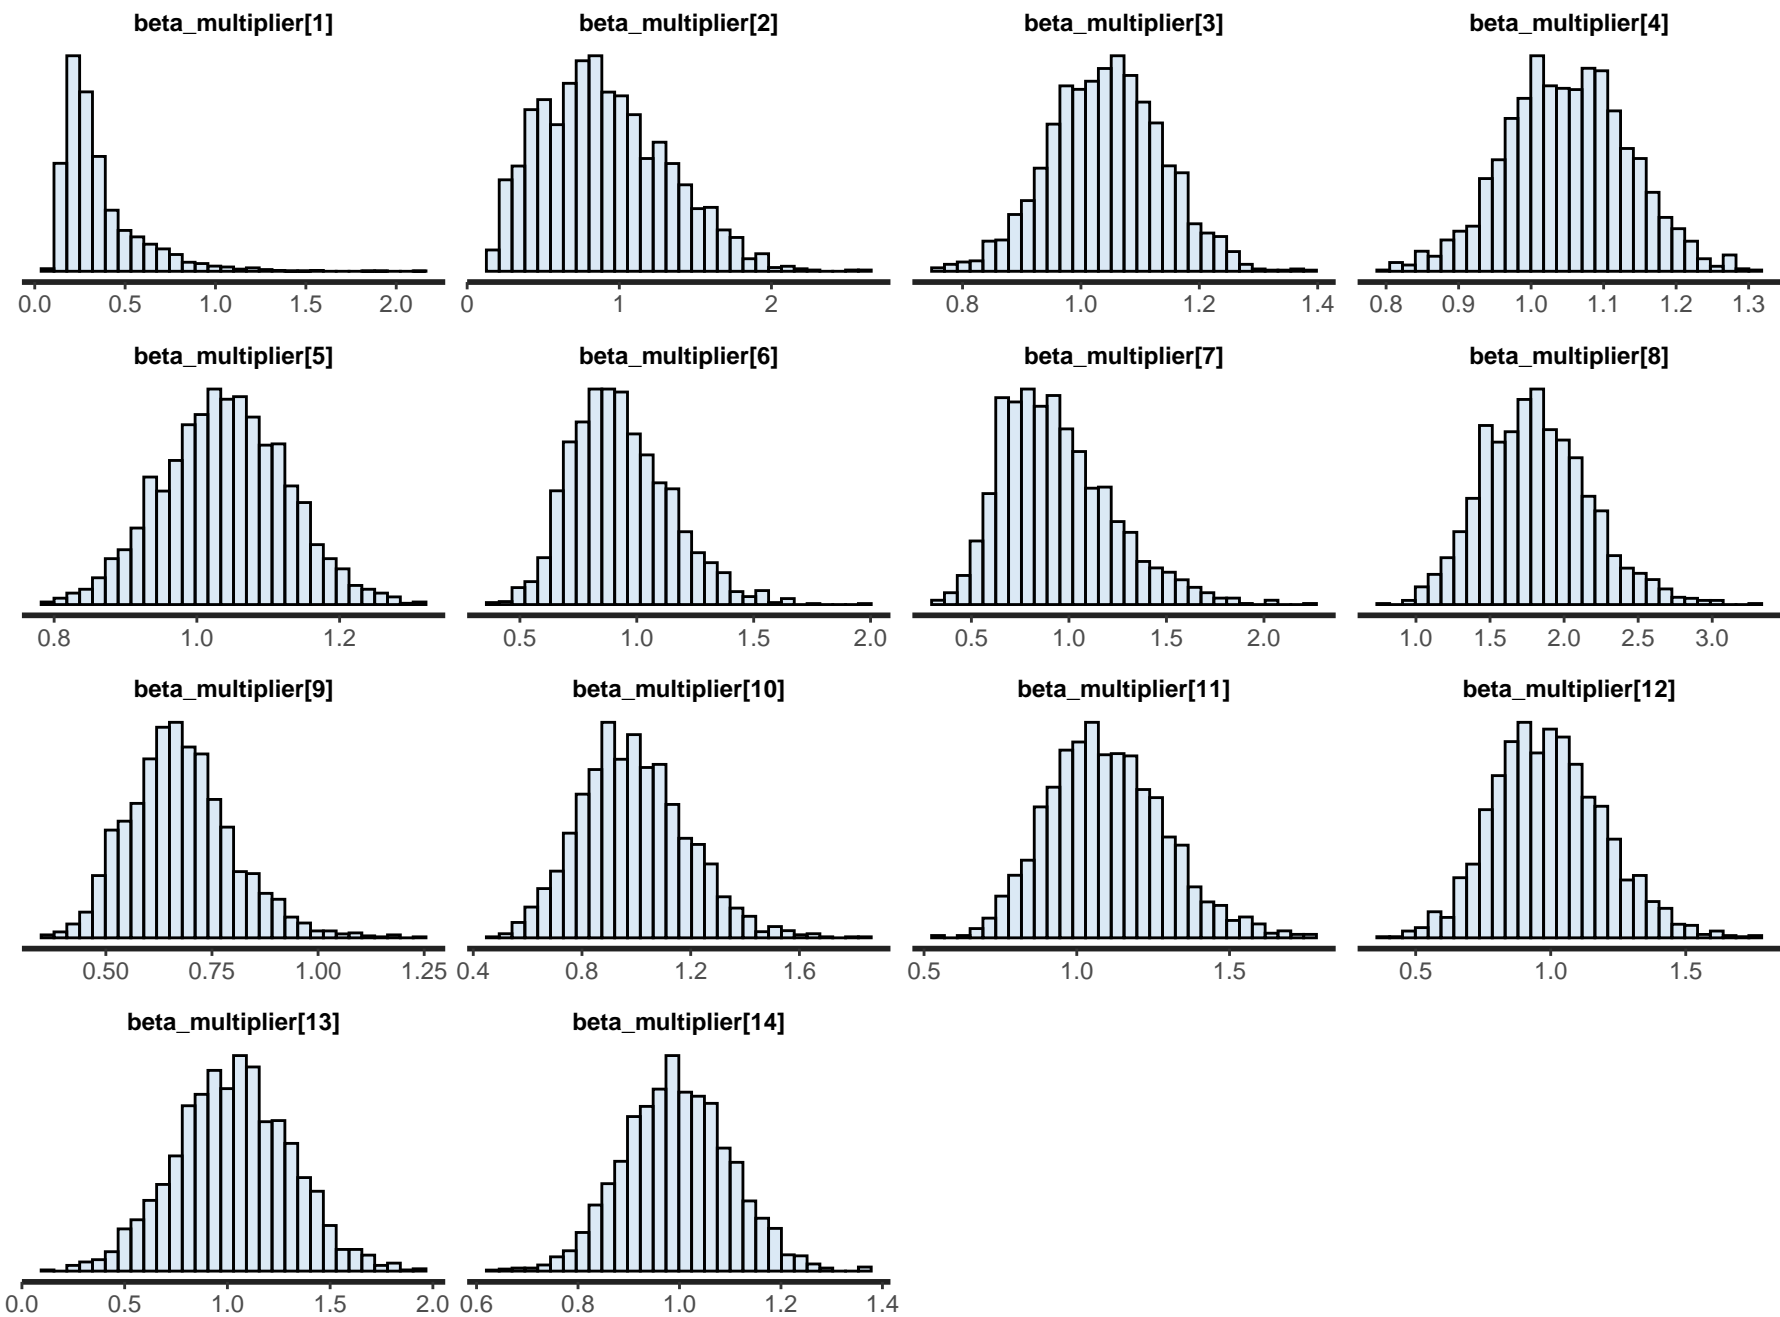 beta_multiplier[1] beta_multiplier[2] beta_multiplier[3] beta_multiplier[4]
0.0 0.5 1.0 1.5 2.0 0 1 2 0.8 1.0 1.2 1.4 0.8 0.9 1.0 1.1 1.2 1.3
beta_multiplier[5] beta_multiplier[6] beta_multiplier[7] beta_multiplier[8]
0.8 1.0 1.2 0.5 1.0 1.5 2.0 0.5 1.0 1.5 2.0 1.0 1.5 2.0 2.5 3.0
beta_multiplier[9] beta_multiplier[10] beta_multiplier[11] beta_multiplier[12]
0.50 0.75 1.00 1.25 0.4 0.8 1.2 1.6 0.5 1.0 1.5 0.5 1.0 1.5
beta_multiplier[13] beta_multiplier[14]
0.0 0.5 1.0 1.5 2.0 0.6 0.8 1.0 1.2 1.4